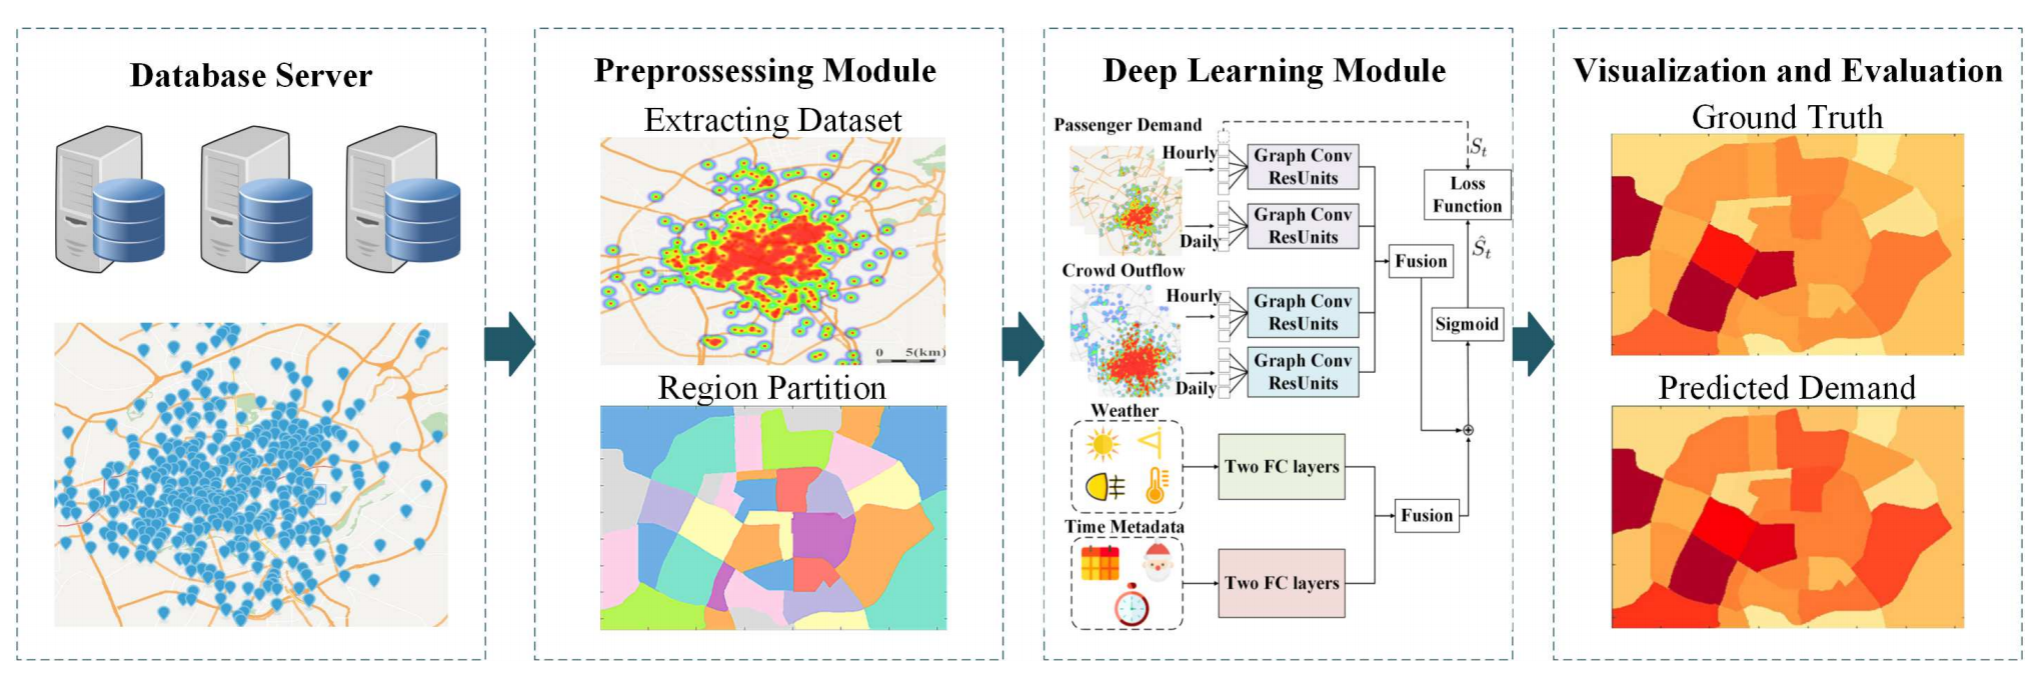 Database Server
Preprossessing Module
Extracting Dataset
0 5(km)
Region Partition
Deep Learning Module
Passenger Demand
Hourly
Graph Conv
ResUnits
Daily
Graph Conv
ResUnits
Crowd Outflow
Hourly
Graph Conv
ResUnits
Daily
Graph Conv
ResUnits
Weather
Two FC layers
Time Metadata
Two FC layers
Fusion
Fusion
⊕
Sigmoid
Ŝt
Loss
Function
St
Visualization and Evaluation
Ground Truth
Predicted Demand